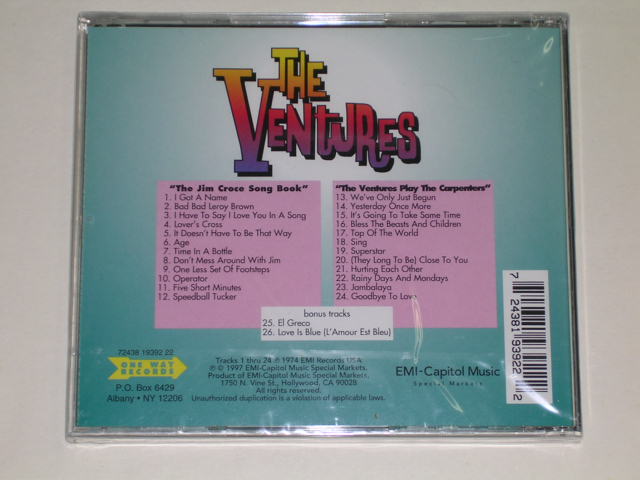 THE
VENTURES
"The Jim Croce Song Book"
1. I Got A Name
2. Bad Bad Leroy Brown
3. I Have To Say I Love You In A Song
4. Lover's Cross
5. It Doesn't Have To Be That Way
6. Age
7. Time In A Bottle
8. Don't Mess Around With Jim
9. One Less Set Of Footsteps
10. Operator
11. Five Short Minutes
12. Speedball Tucker
"The Ventures Play The Carpenters"
13. We've Only Just Begun
14. Yesterday Once More
15. It's Going To Take Some Time
16. Bless The Beasts And Children
17. Top Of The World
18. Sing
19. Superstar
20. (They Long To Be) Close To You
21. Hurting Each Other
22. Rainy Days And Mondays
23. Jambalaya
24. Goodbye To Love
bonus tracks
25. El Greco
26. Love Is Blue (L'Amour Est Bleu)
72438 19392 22
ONE WAY
RECORDS
P.O. Box 6429
Albany • NY 12206
Tracks 1 thru 24 ℗ 1974 EMI Records USA
℗ © 1997 EMI-Capitol Music Special Markets.
Product of EMI-Capitol Music Special Markets,
1750 N. Vine St., Hollywood, CA 90028
All rights reserved.
Unauthorized duplication is a violation of applicable laws.
EMI-Capitol Music
Special Markets
7 24381 93922 2